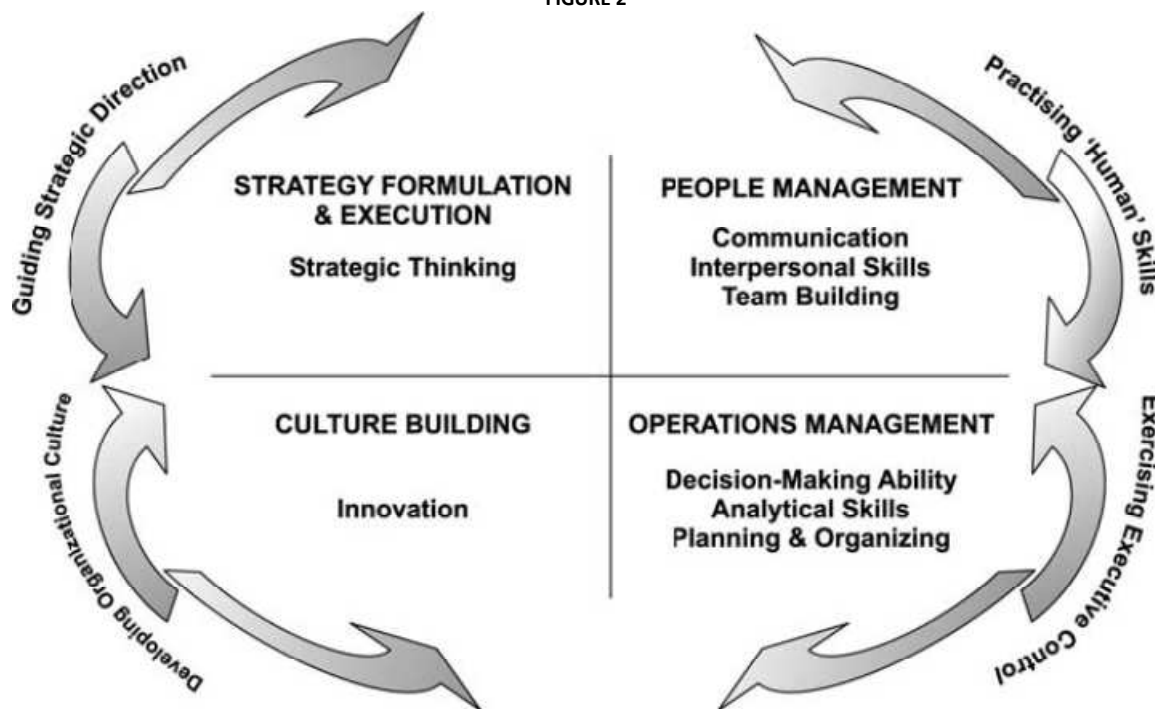 FIGURE 2
Guiding Strategic Direction
Practising 'Human' Skills
STRATEGY FORMULATION
& EXECUTION
Strategic Thinking
PEOPLE MANAGEMENT
Communication
Interpersonal Skills
Team Building
CULTURE BUILDING
Innovation
OPERATIONS MANAGEMENT
Decision-Making Ability
Analytical Skills
Planning & Organizing
Developing Organizational Culture
Exercising Executive Control